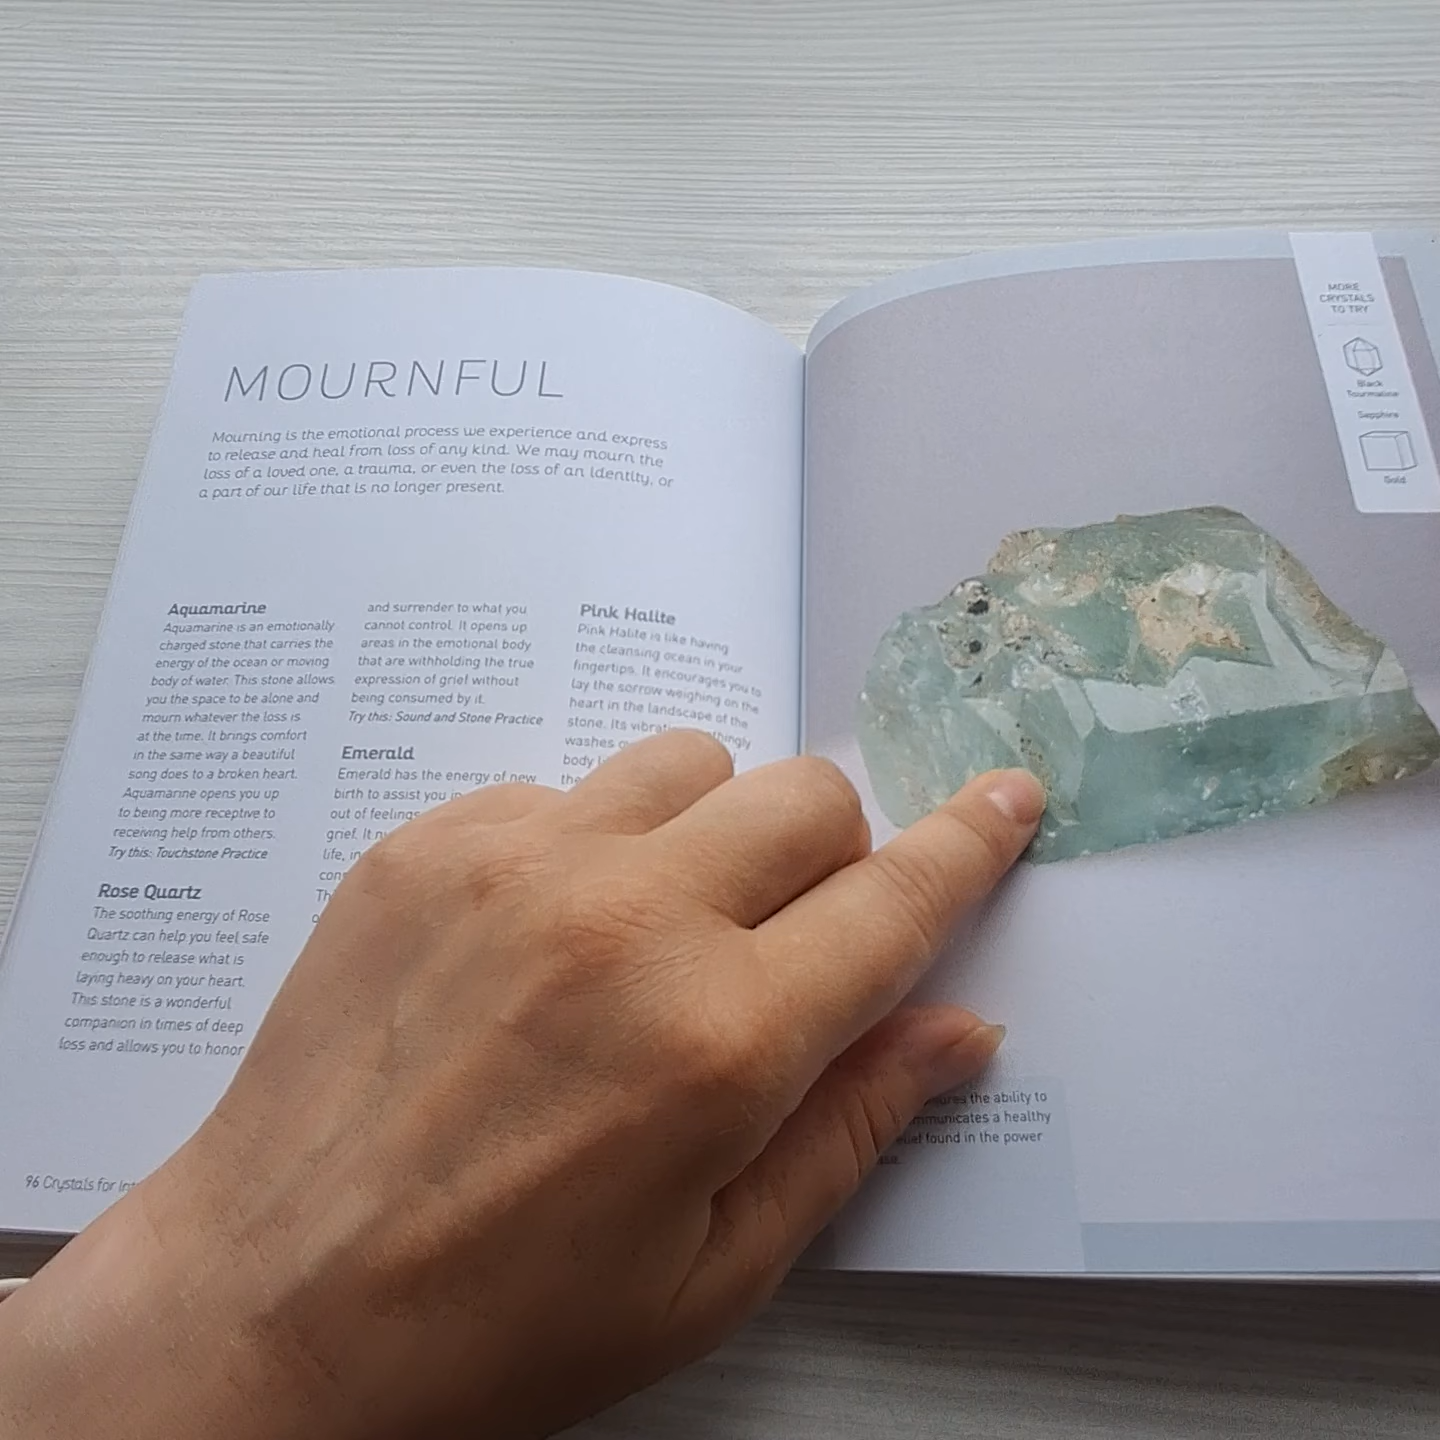 MOURNFUL
Mourning is the emotional process we experience and express
to release and heal from loss of any kind. We may mourn the
loss of a loved one, a trauma, or even the loss of an identity, or
a part of our life that is no longer present.
Aquamarine
Aquamarine is an emotionally
charged stone that carries the
energy of the ocean or moving
body of water. This stone allows
you the space to be alone and
mourn whatever the loss is
at the time. It brings comfort
in the same way a beautiful
song does to a broken heart.
Aquamarine opens you up
to being more receptive to
receiving help from others.
Try this: Touchstone Practice
Rose Quartz
The soothing energy of Rose
Quartz can help you feel safe
enough to release what is
laying heavy on your heart.
This stone is a wonderful
companion in times of deep
loss and allows you to honor
and surrender to what you
cannot control. It opens up
areas in the emotional body
that are withholding the true
expression of grief without
being consumed by it.
Try this: Sound and Stone Practice
Emerald
Emerald has the energy of new
birth to assist you
out of feelings
grief. It
life,
Pink Halite
Pink Halite is like having
the cleansing ocean in your
fingertips. It encourages you to
lay the sorrow weighing on the
heart in the landscape of the
stone. Its
washes
body
the
96 Crystals for
MORE
CRYSTALS
TO TRY
Black
Tourmaline
Sapphire
Gold
the ability to
a healthy
found in the power